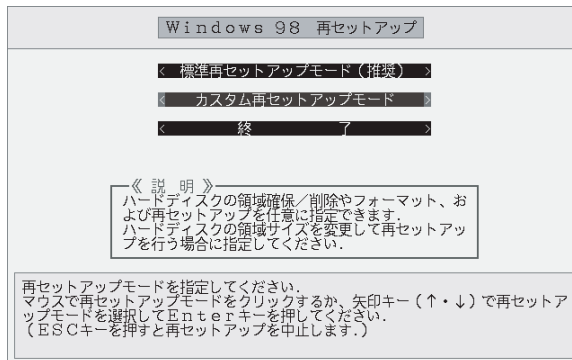 Windows 98 再セットアップ
< 標準再セットアップモード(推奨) >
< カスタム再セットアップモード >
< 終 了 >
《 説 明 》
ハードディスクの領域確保/削除やフォーマット、お
よび再セットアップを任意に指定できます.
ハードディスクの領域サイズを変更して再セットアッ
プを行う場合に指定してください.
再セットアップモードを指定してください.
マウスで再セットアップモードをクリックするか、矢印キー(↑・↓)で再セットア
ップモードを選択してEnterキーを押してください.
(ESCキーを押すと再セットアップを中止します.)